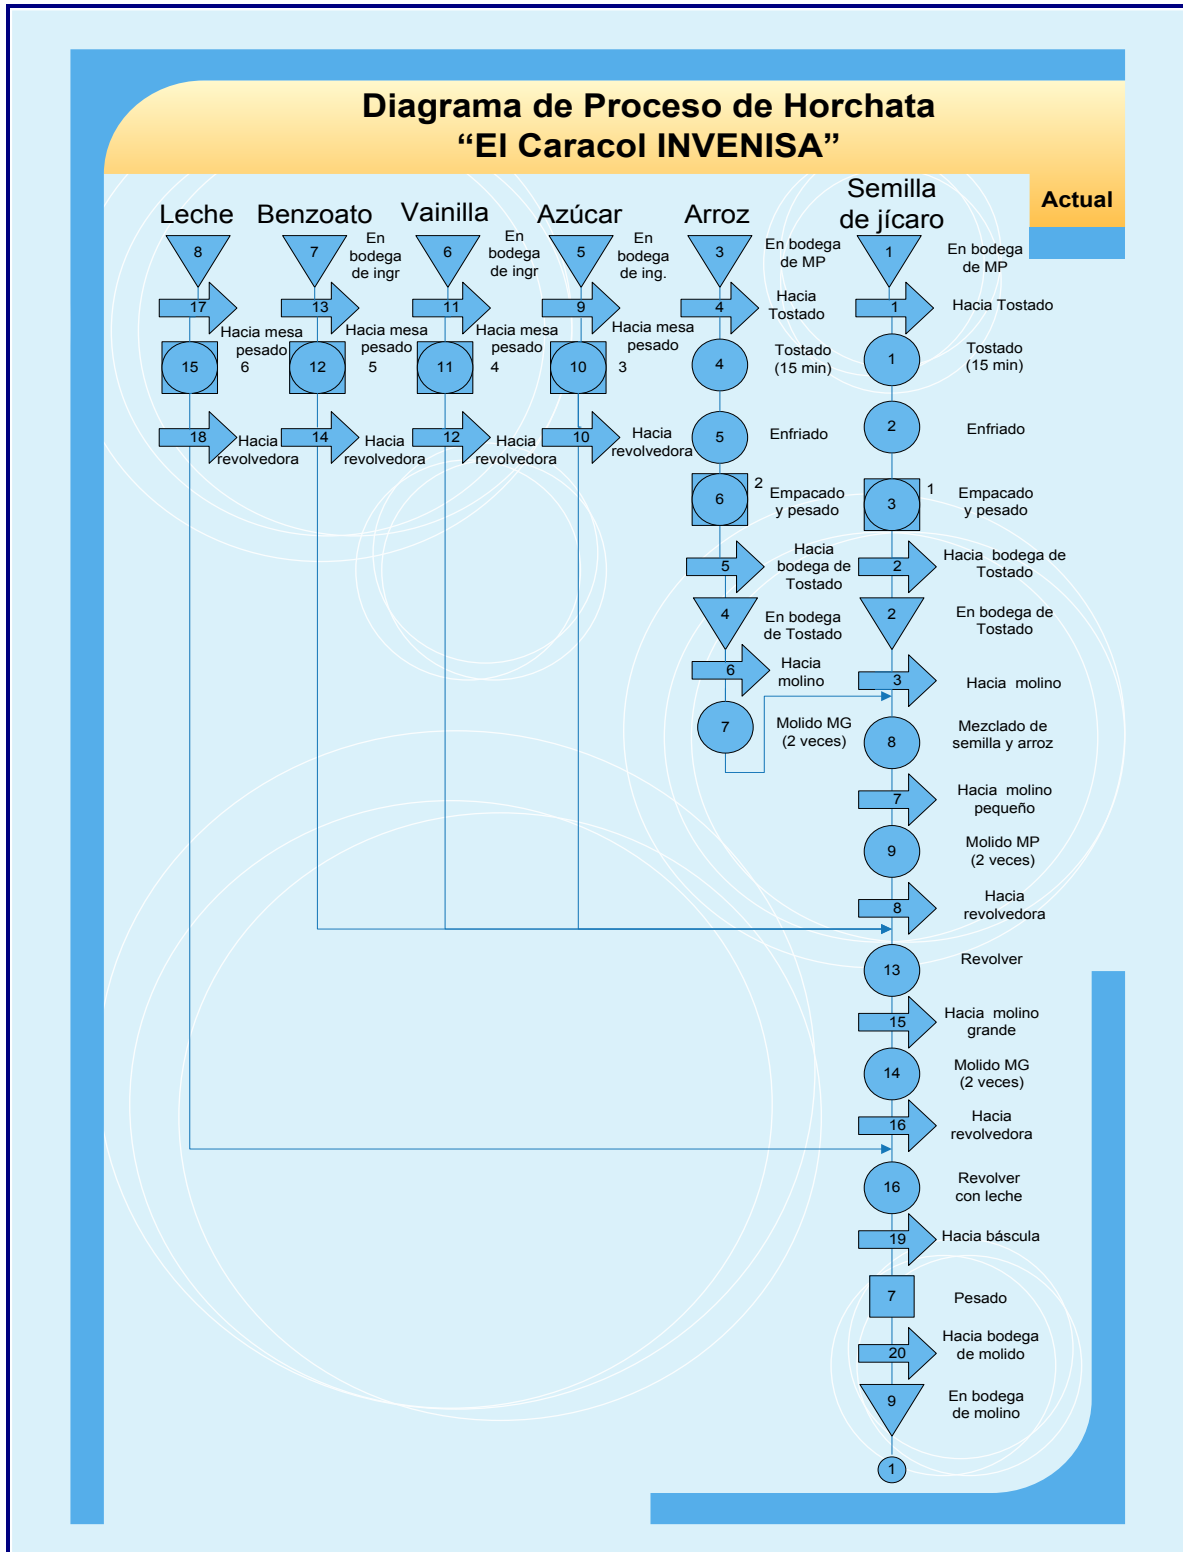 Diagrama de Proceso de Horchata
“El Caracol INVENISA”
Actual
Leche
8
17
Hacia mesa
pesado
15
6
18
Hacia
revolvedora
Benzoato
7
En
bodega
de ingr
13
Hacia mesa
pesado
12
5
14
Hacia
revolvedora
Vainilla
6
En
bodega
de ingr
11
Hacia mesa
pesado
11
4
12
Hacia
revolvedora
Azúcar
5
En
bodega
de ing.
9
Hacia mesa
pesado
10
3
10
Hacia
revolvedora
Arroz
3
En bodega
de MP
4
Hacia
Tostado
4
Tostado
(15 min)
5
Enfriado
6
2
Empacado
y pesado
5
Hacia
bodega de
Tostado
4
En bodega
de Tostado
6
Hacia
molino
7
Molido MG
(2 veces)
Semilla
de jícaro
1
En bodega
de MP
1
Hacia Tostado
1
Tostado
(15 min)
2
Enfriado
3
1
Empacado
y pesado
2
Hacia bodega de
Tostado
2
En bodega de
Tostado
3
Hacia molino
8
Mezclado de
semilla y arroz
7
Hacia molino
pequeño
9
Molido MP
(2 veces)
8
Hacia
revolvedora
13
Revolver
15
Hacia molino
grande
14
Molido MG
(2 veces)
16
Hacia
revolvedora
16
Revolver
con leche
19
Hacia báscula
7
Pesado
20
Hacia bodega
de molido
9
En bodega
de molino
1